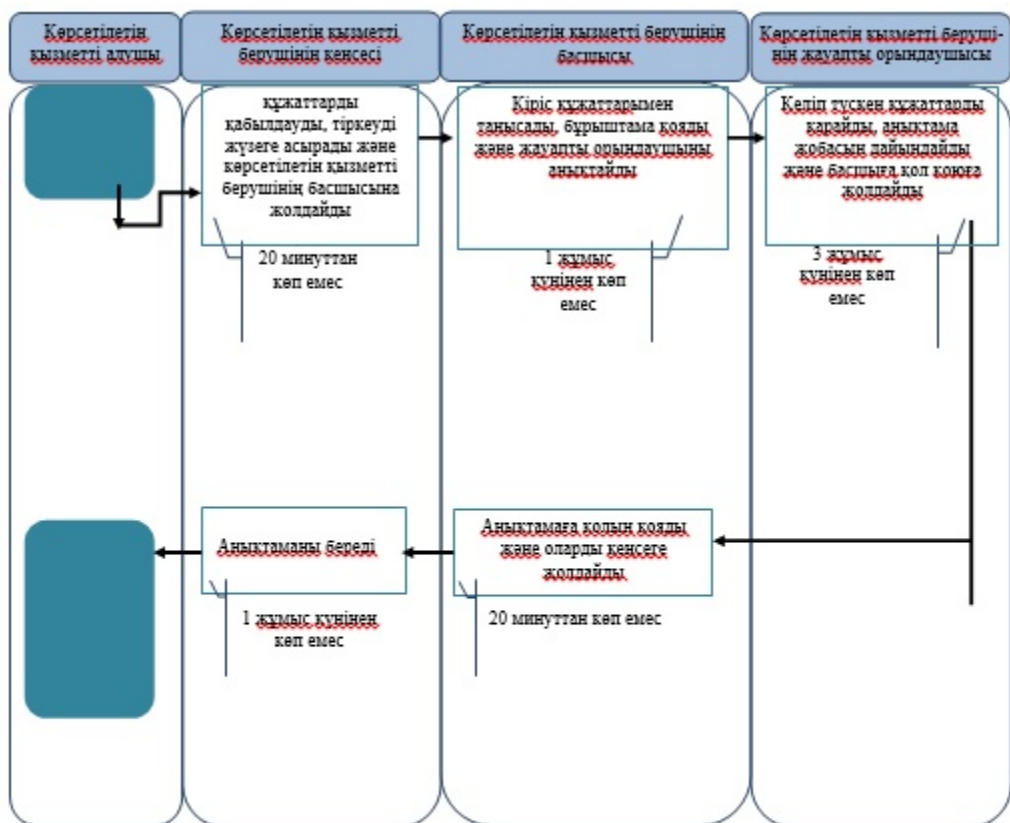 Көрсетілетін
қызметті алушы
Көрсетілетін қызметті
берушінің кеңсесі
Көрсетілетін қызметті берушінің
басшысы
Көрсетілетін қызметті беруші-
нің жауапты орындаушысы
құжаттарды
қабылдауды, тіркеуді
жүзеге асырады және
көрсетілетін қызметті
берушінің басшысына
жолдайды
Кіріс құжаттарымен
танысады, бұрыштама қояды
және жауапты орындаушыны
анықтайды
Келіп түскен құжаттарды
қарайды, анықтама
жобасын дайындайды
және басшыға қол қоюға
жолдайды
20 минуттан
көп емес
1 жұмыс
күнінен көп
емес
3 жұмыс
күнінен көп
емес
Анықтаманы береді
Анықтамаға қолын қояды
және оларды кеңсеге
жолдайды
1 жұмыс күнінен
көп емес
20 минуттан көп емес